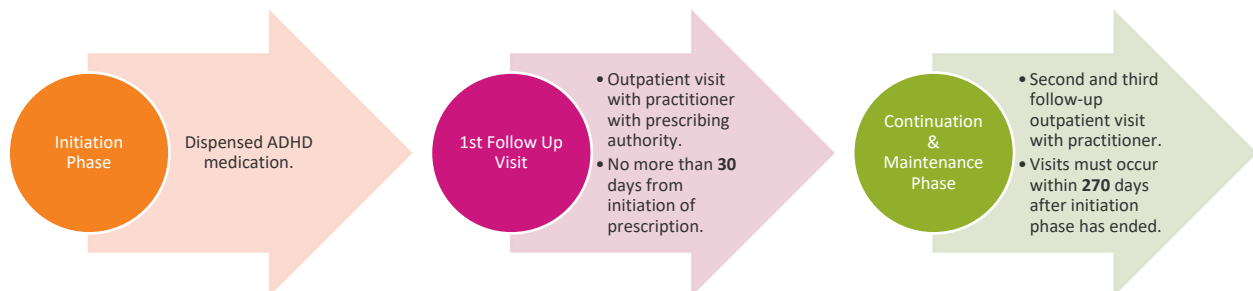 Initiation
Phase
Dispensed ADHD
medication.
1st Follow Up
Visit
• Outpatient visit
with practitioner
with prescribing
authority.
• No more than 30
days from
initiation of
prescription.
Continuation
&
Maintenance
Phase
• Second and third
follow-up
outpatient visit
with practitioner.
• Visits must occur
within 270 days
after initiation
phase has ended.